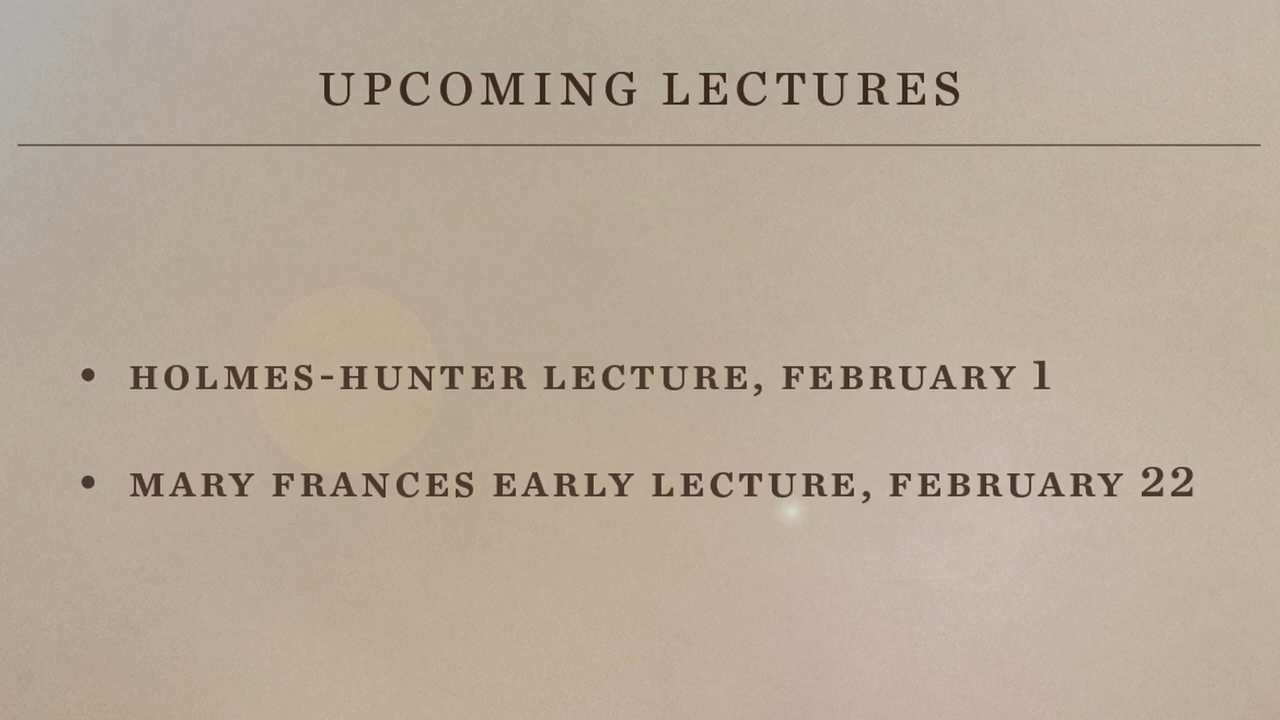 UPCOMING LECTURES
• HOLMES-HUNTER LECTURE, FEBRUARY 1
• MARY FRANCES EARLY LECTURE, FEBRUARY 22